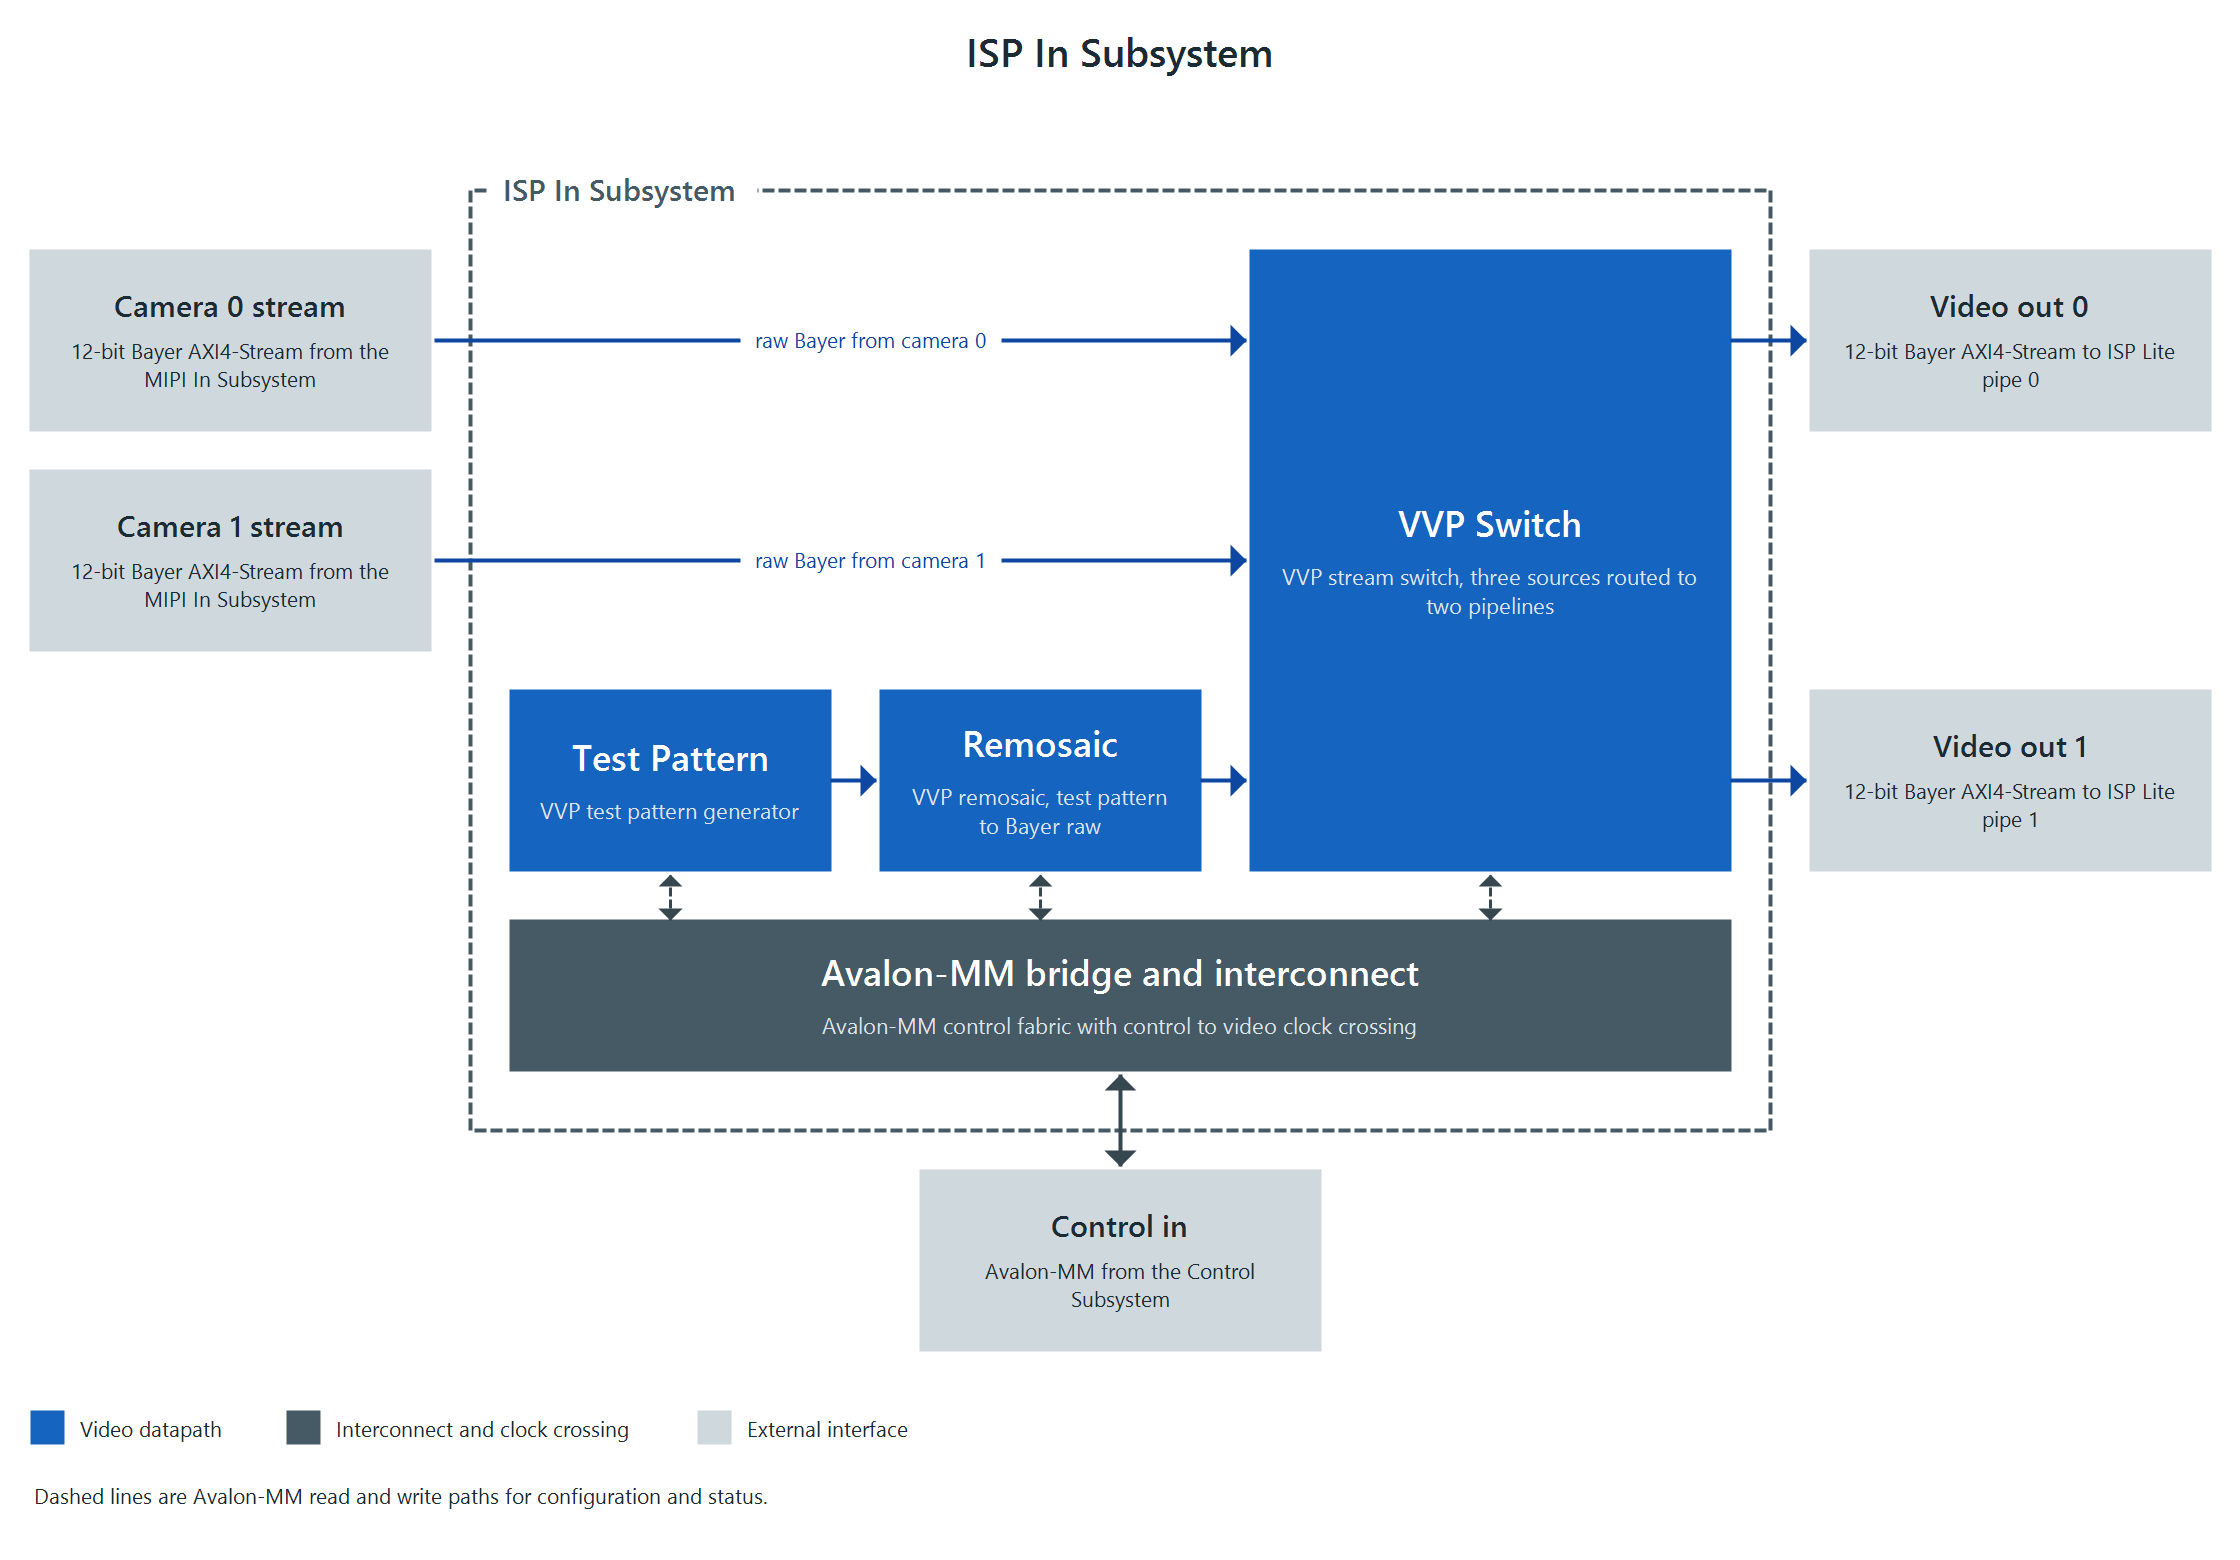 ISP In Subsystem
ISP In Subsystem
Camera 0 stream
12-bit Bayer AXI4-Stream from the
MIPI In Subsystem
raw Bayer from camera 0
Video out 0
12-bit Bayer AXI4-Stream to ISP Lite
pipe 0
Camera 1 stream
12-bit Bayer AXI4-Stream from the
MIPI In Subsystem
raw Bayer from camera 1
VVP Switch
VVP stream switch, three sources routed to
two pipelines
Test Pattern
VVP test pattern generator
Remosaic
VVP remosaic, test pattern
to Bayer raw
Video out 1
12-bit Bayer AXI4-Stream to ISP Lite
pipe 1
Avalon-MM bridge and interconnect
Avalon-MM control fabric with control to video clock crossing
Control in
Avalon-MM from the Control
Subsystem
Video datapath
Interconnect and clock crossing
External interface
Dashed lines are Avalon-MM read and write paths for configuration and status.